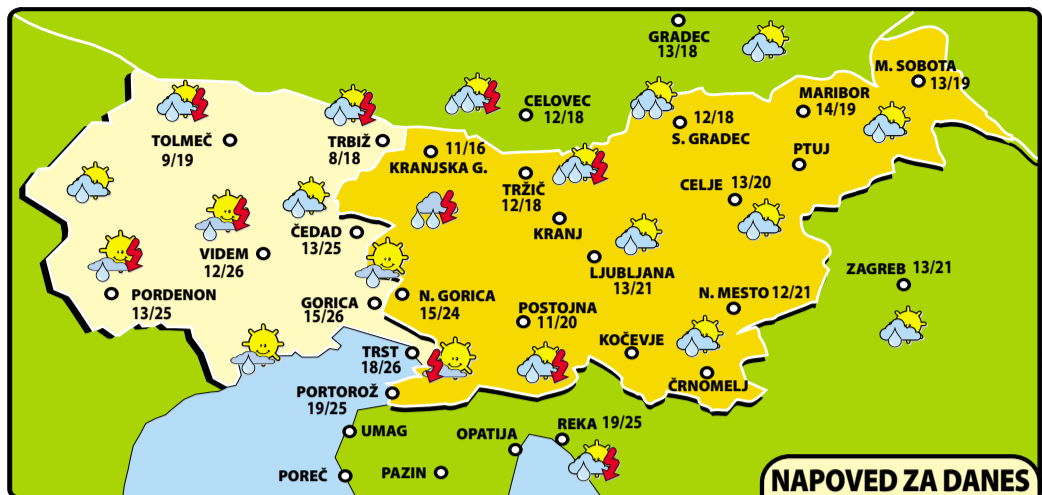 GRADEC
13/18
M. SOBOTA
13/19
MARIBOR
14/19
CELOVEC
12/18
12/18
S. GRADEC
TOLMEČ
9/19
TRBIŽ
8/18
11/16
KRANJSKA G.
PTUJ
TRŽIČ
12/18
CELJE 13/20
KRANJ
ČEDAD
13/25
VIDEM
12/26
LJUBLJANA
13/21
ZAGREB 13/21
PORDENON
13/25
GORICA
15/26
N. GORICA
15/24
POSTOJNA
11/20
N. MESTO 12/21
KOČEVJE
TRST
18/26
ČRNOMELJ
PORTOROŽ
19/25
UMAG
OPATIJA
REKA 19/25
POREČ
PAZIN
NAPOVED ZA DANES